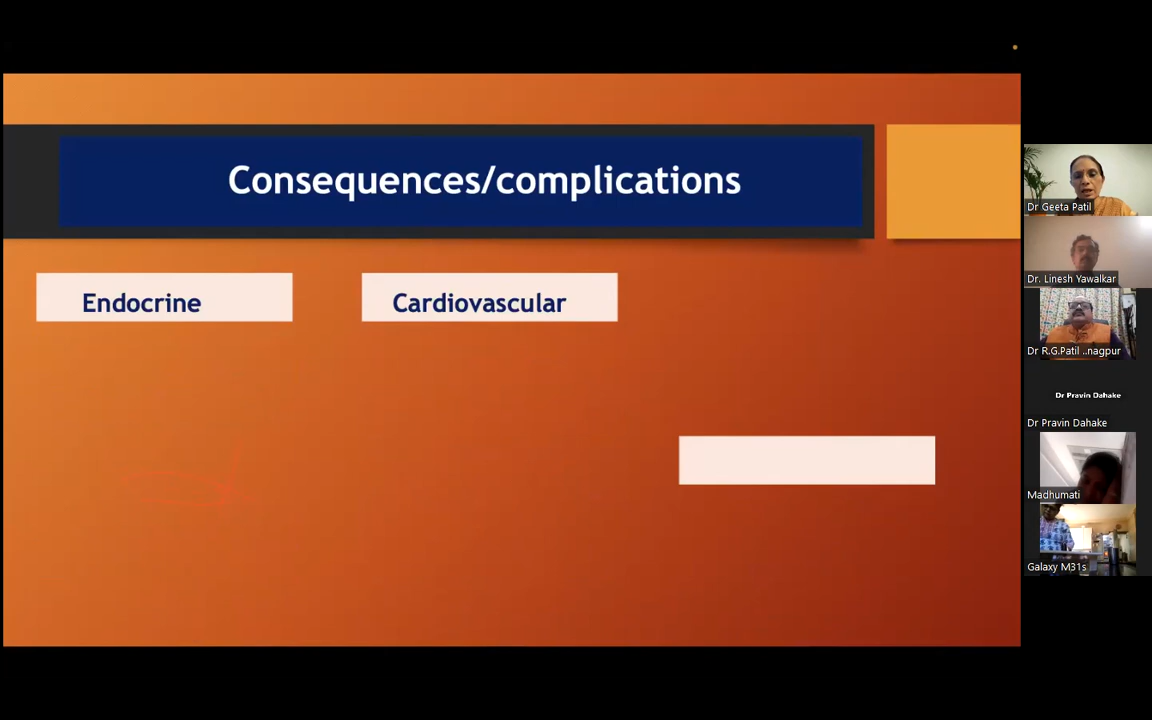 Consequences/complications
Endocrine
Cardiovascular
Dr Geeta Patil
Dr. Linesh Yawalkar
Dr R.G.Patil ..nagpur
Dr Pravin Dahake
Dr Pravin Dahake
Madhumati
Galaxy M31s